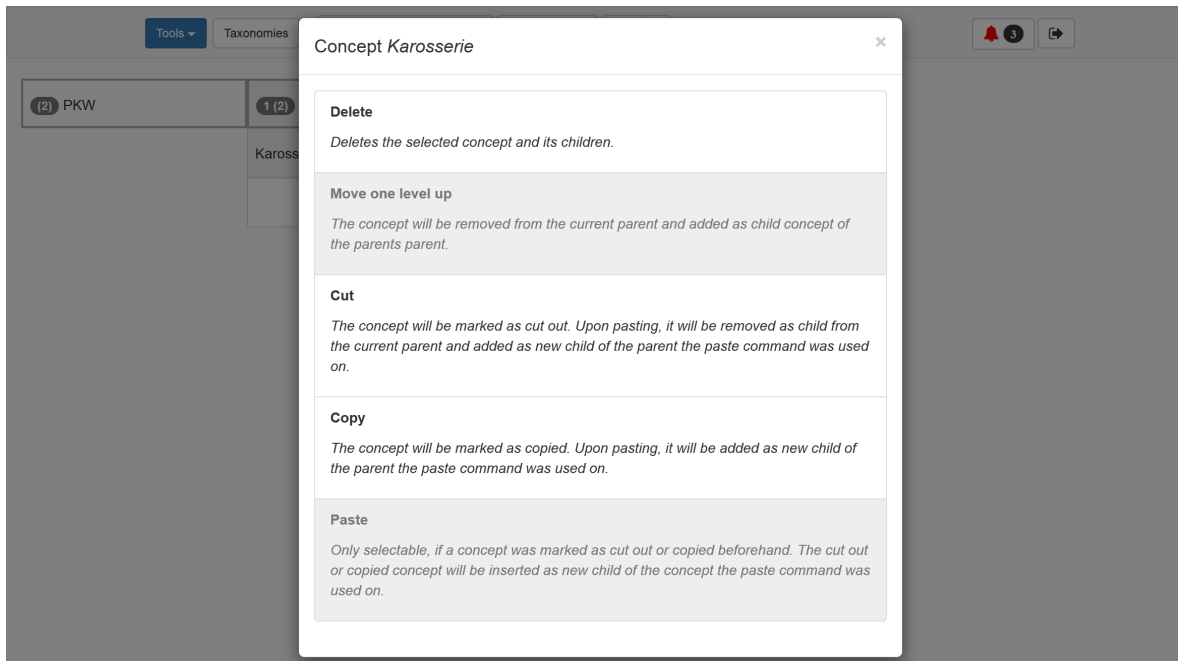 Tools
Taxonomies
3
Concept Karosserie
×
(2) PKW
1 (2)
Delete
Deletes the selected concept and its children.
Move one level up
The concept will be removed from the current parent and added as child concept of
the parents parent.
Cut
The concept will be marked as cut out. Upon pasting, it will be removed as child from
the current parent and added as new child of the parent the paste command was used
on.
Copy
The concept will be marked as copied. Upon pasting, it will be added as new child of
the parent the paste command was used on.
Paste
Only selectable, if a concept was marked as cut out or copied beforehand. The cut out
or copied concept will be inserted as new child of the concept the paste command was
used on.